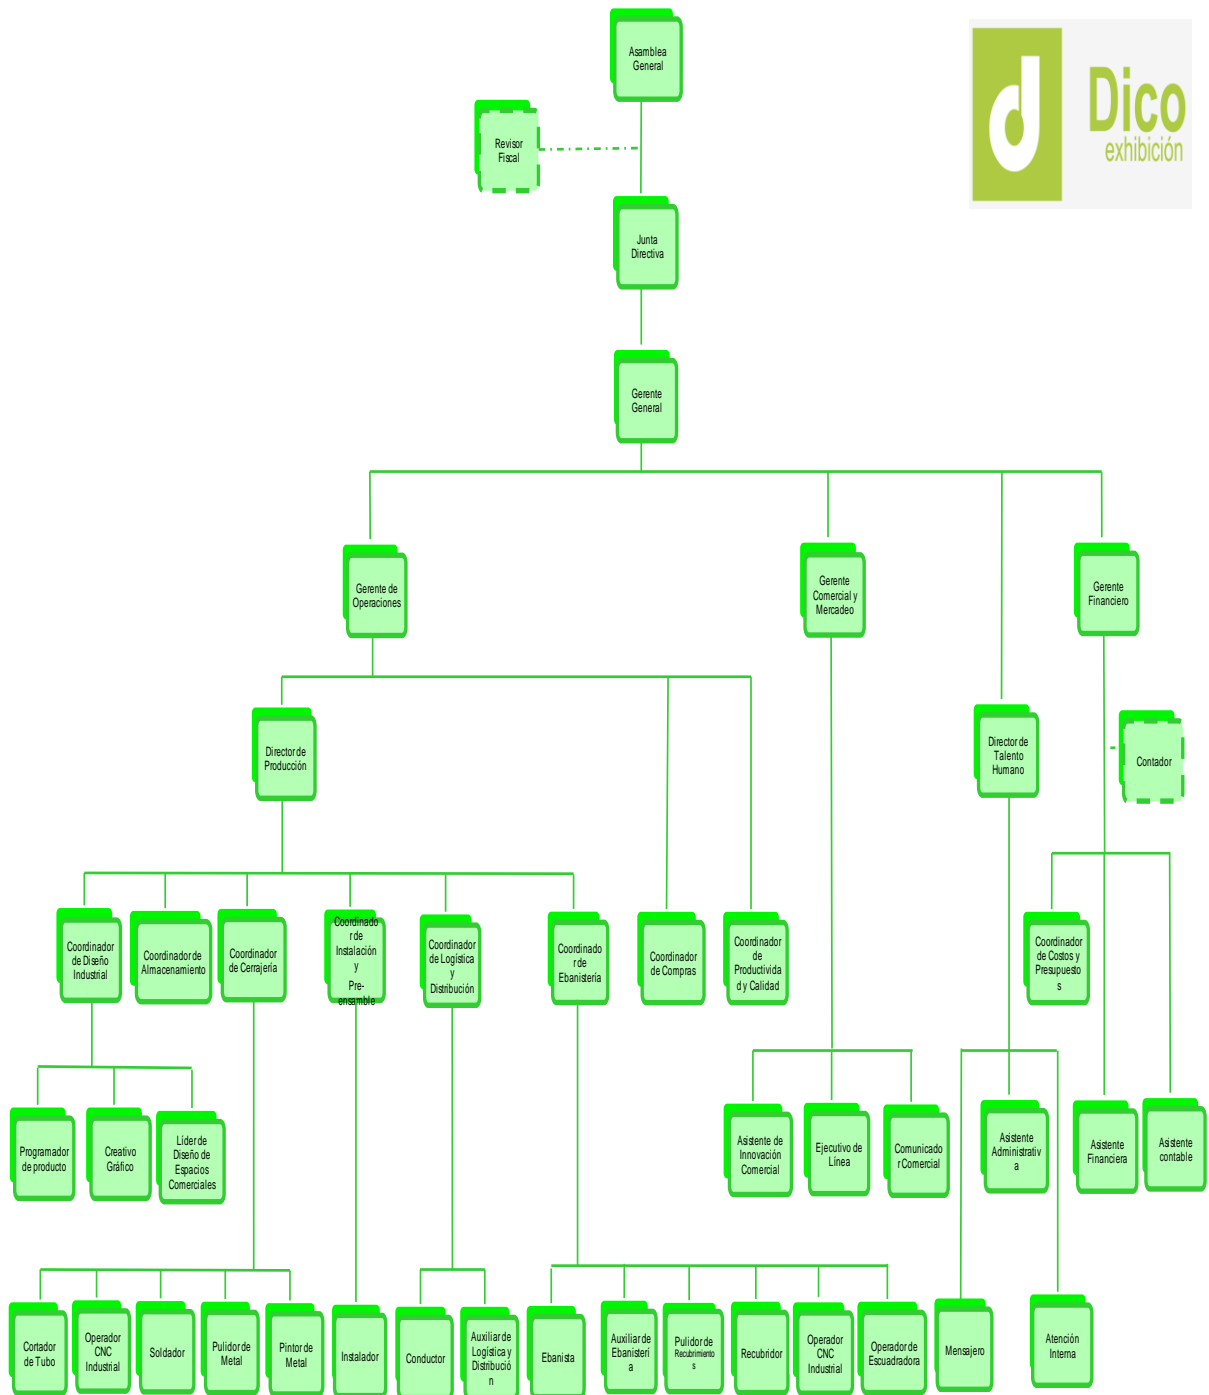 Asamblea
General
Dico
exhibición
Revisor
Fiscal
Junta
Directiva
Gerente
General
Gerente de
Operaciones
Gerente
Comercial y
Mercadeo
Gerente
Financiero
Director de
Producción
Director de
Talento
Humano
Contador
Coordinador
de Diseño
Industrial
Coordinador de
Almacenamiento
Coordinador
de Cerrajería
Coordinado
r de
Instalación
y
Pre-
ensamble
Coordinador
de Logística
y
Distribución
Coordinado
r de
Ebanistería
Coordinador
de Compras
Coordinador
de
Productivida
d y Calidad
Coordinador
de Costos y
Presupuesto
s
Programador
de producto
Creativo
Gráfico
Líder de
Diseño de
Espacios
Comerciales
Asistente de
Innovación
Comercial
Ejecutivo de
Línea
Comunicado
r Comercial
Asistente
Administrativ
a
Asistente
Financiera
Asistente
contable
Cortador
de Tubo
Operador
CNC
Industrial
Soldador
Pulidor de
Metal
Pintor de
Metal
Instalador
Conductor
Auxiliar de
Logística y
Distribució
n
Ebanista
Auxiliar de
Ebanisterí
a
Pulidor de
Recubrimiento
s
Recubridor
Operador
CNC
Industrial
Operador de
Escuadradora
Mensajero
Atención
Interna